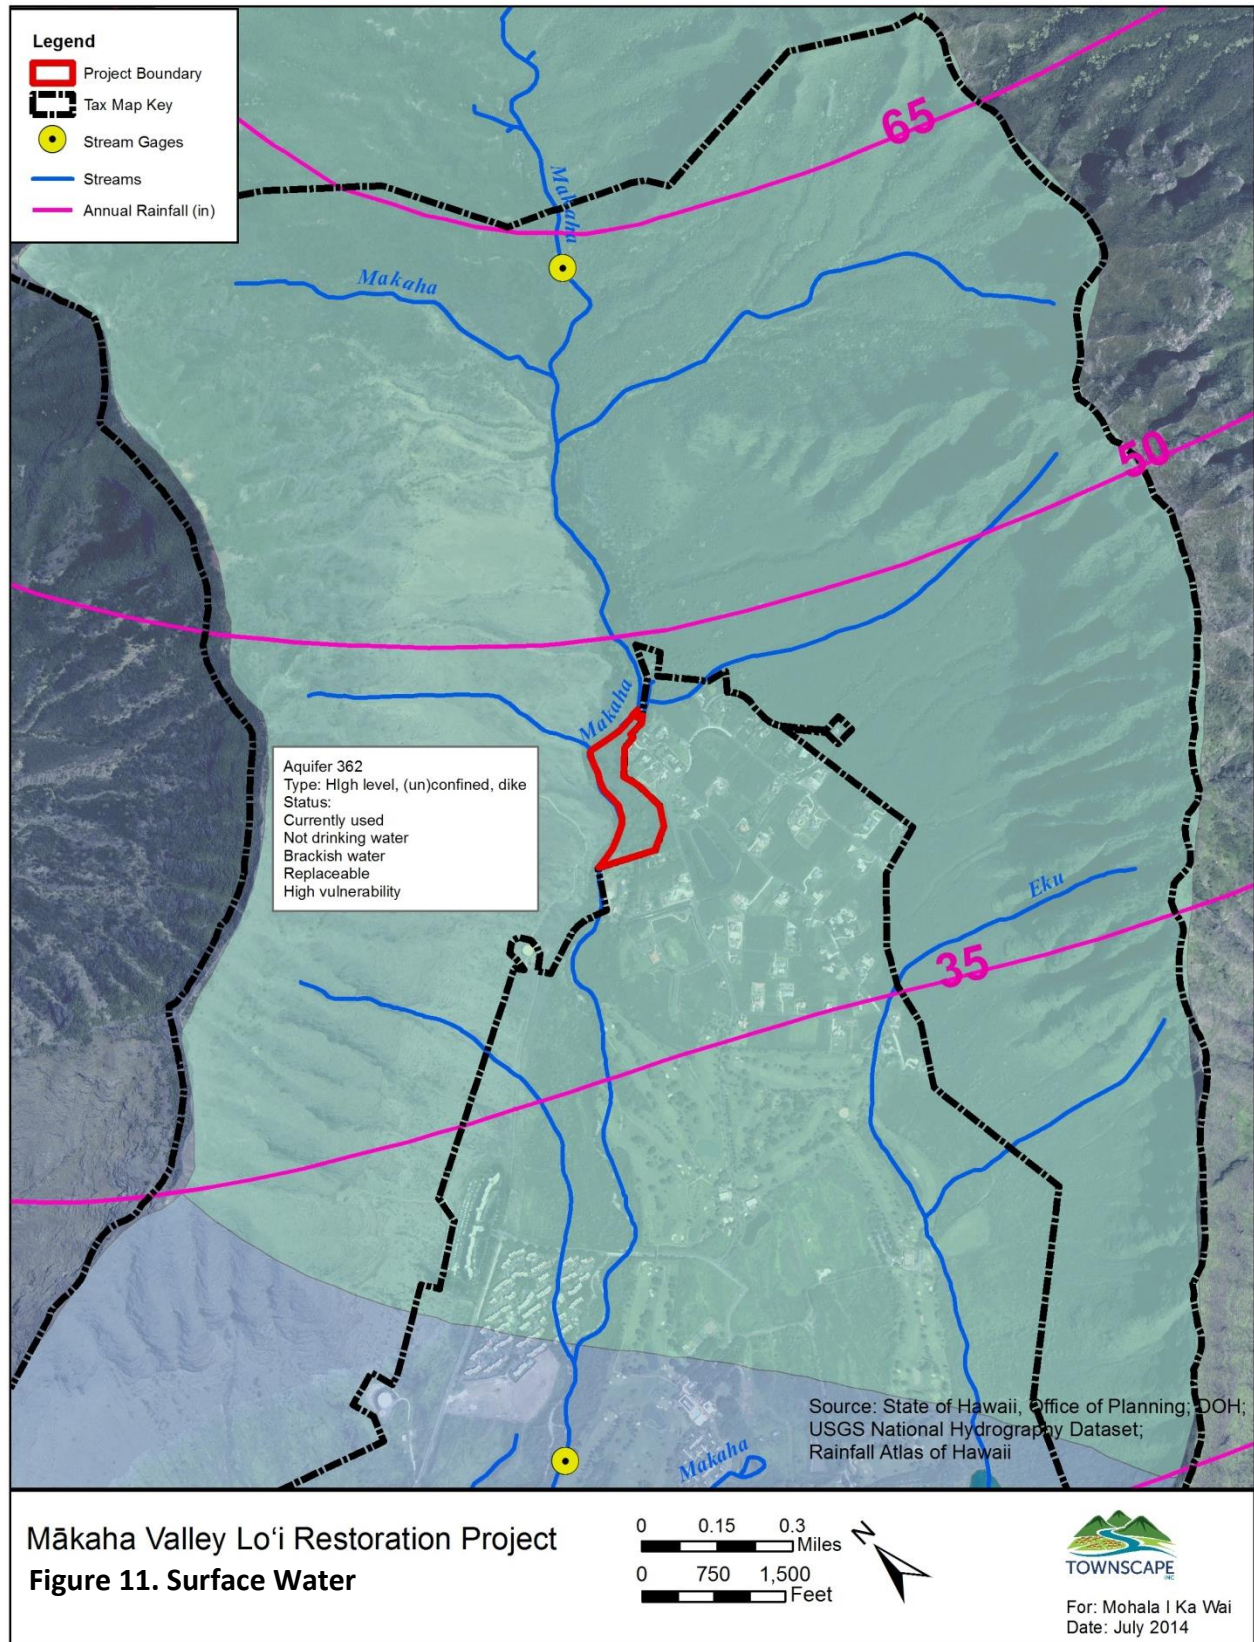 Legend
Project Boundary
Tax Map Key
Stream Gages
Streams
Annual Rainfall (in)
65
Makaha
Makaha
50
Makaha
Aquifer 362
Type: HIgh level, (un)confined, dike
Status:
Currently used
Not drinking water
Brackish water
Replaceable
High vulnerability
Eku
35
Makaha
Source: State of Hawaii, Office of Planning; DOH;
USGS National Hydrography Dataset;
Rainfall Atlas of Hawaii
Mākaha Valley Lo‘i Restoration Project
Figure 11. Surface Water
0 0.15 0.3
Miles
0 750 1,500
Feet
N
TOWNSCAPE
INC
For: Mohala I Ka Wai
Date: July 2014